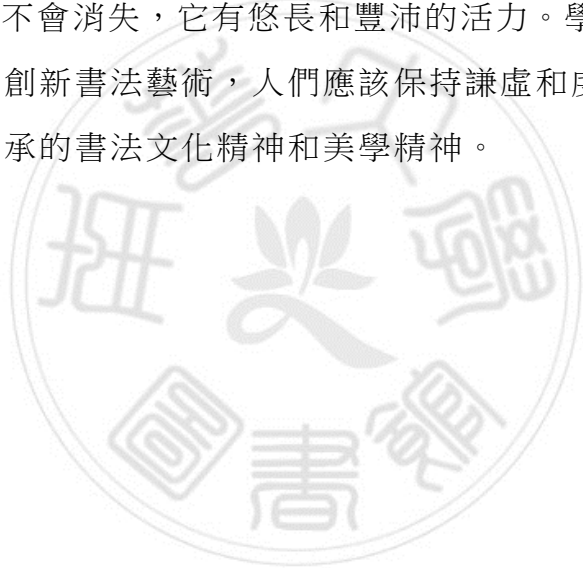 不會消失，它有悠長和豐沛的活力。學
創新書法藝術，人們應該保持謙虛和
承的書法文化精神和美學精神。